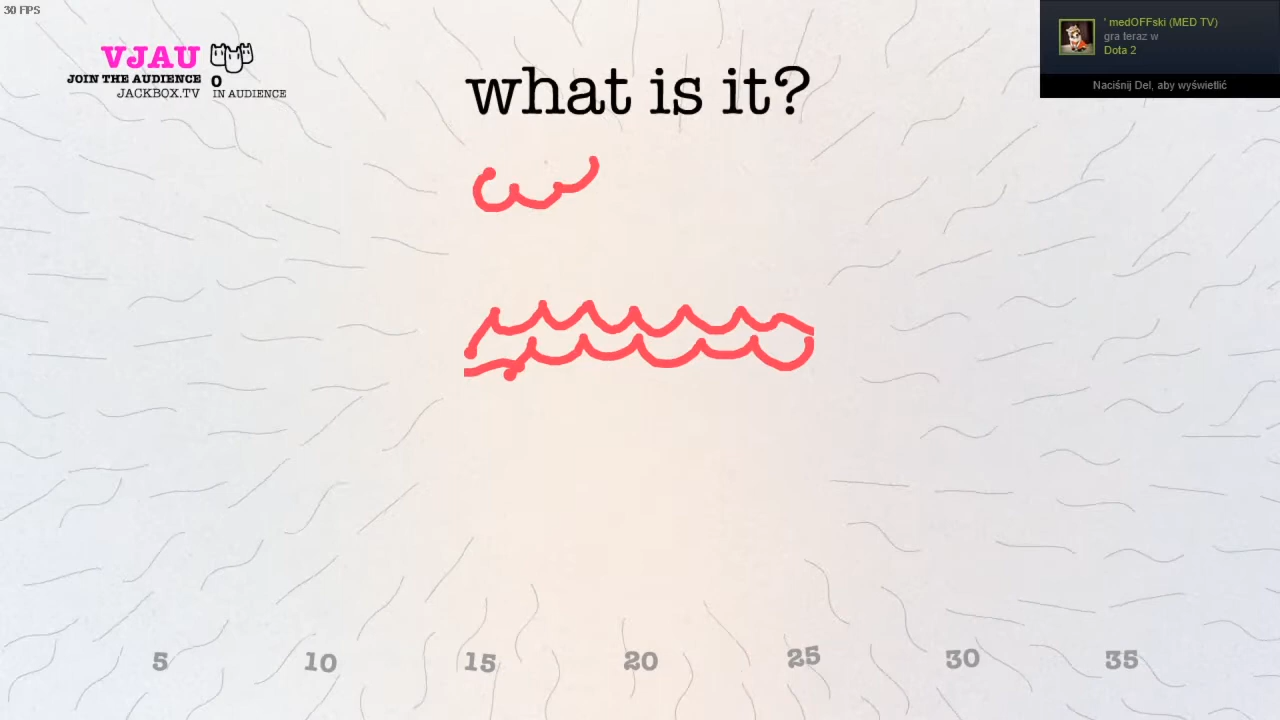 30 FPS
VJAU
JOIN THE AUDIENCE
JACKBOX.TV
0
IN AUDIENCE
what is it?
' medOFFski (MED TV)
gra teraz w
Dota 2
Naciśnij Del, aby wyświetlić
5 10 15 20 25 30 35